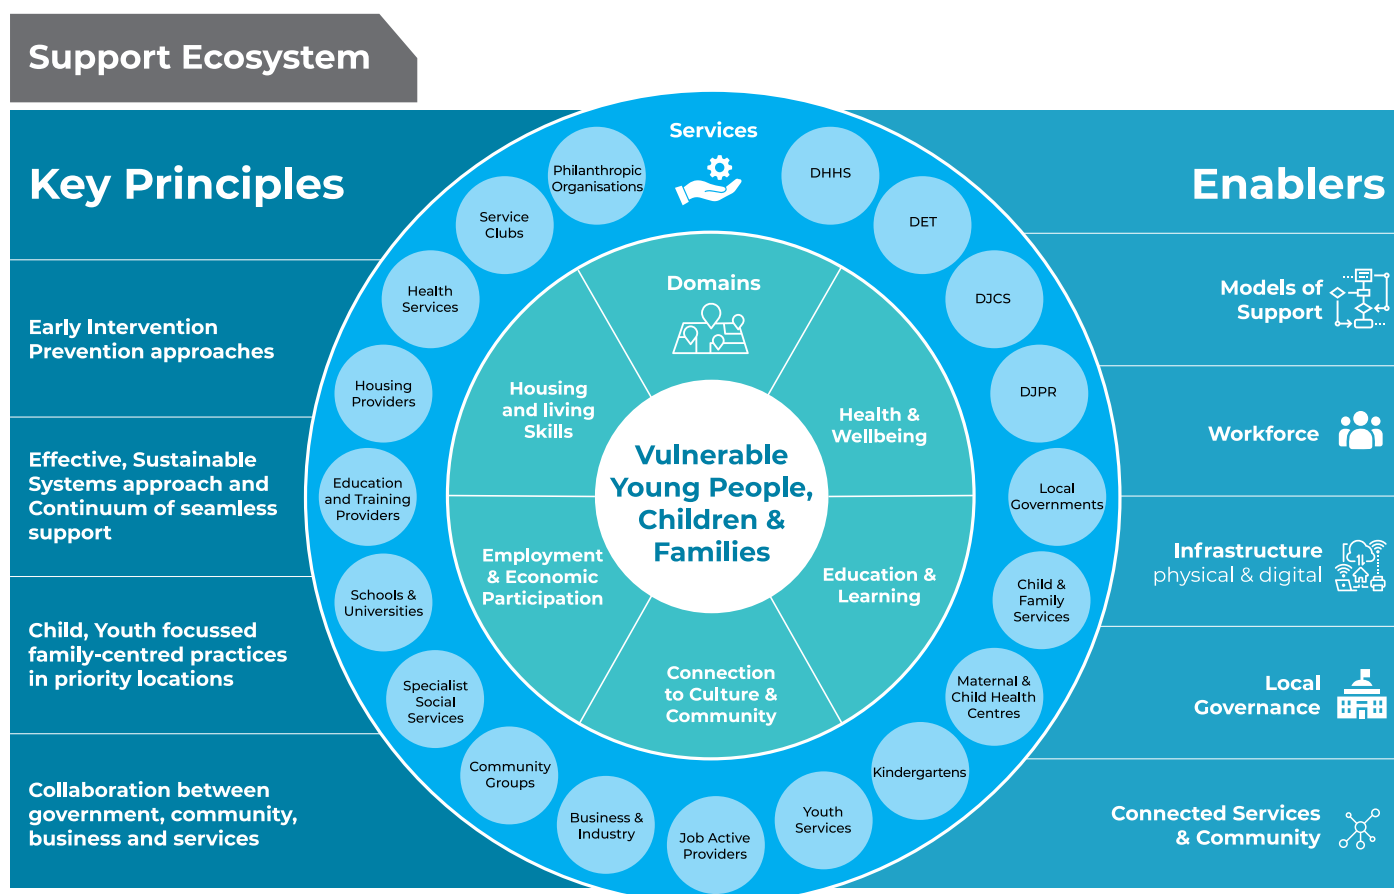 Support Ecosystem
Key Principles
Early Intervention
Prevention approaches
Effective, Sustainable
Systems approach and
Continuum of seamless
support
Child, Youth focussed
family-centred practices
in priority locations
Collaboration between
government, community,
business and services
Services
DHHS
DET
DJCS
DJPR
Local
Governments
Child &
Family
Services
Maternal &
Child Health
Centres
Kindergartens
Youth
Services
Job Active
Providers
Business &
Industry
Community
Groups
Specialist
Social
Services
Schools &
Universities
Education
and Training
Providers
Housing
Providers
Health
Services
Service
Clubs
Philanthropic
Organisations
Domains
Health &
Wellbeing
Education &
Learning
Connection
to Culture &
Community
Employment
& Economic
Participation
Housing
and living
Skills
Vulnerable
Young People,
Children &
Families
Enablers
Models of
Support
Workforce
Infrastructure
physical & digital
Local
Governance
Connected Services
& Community